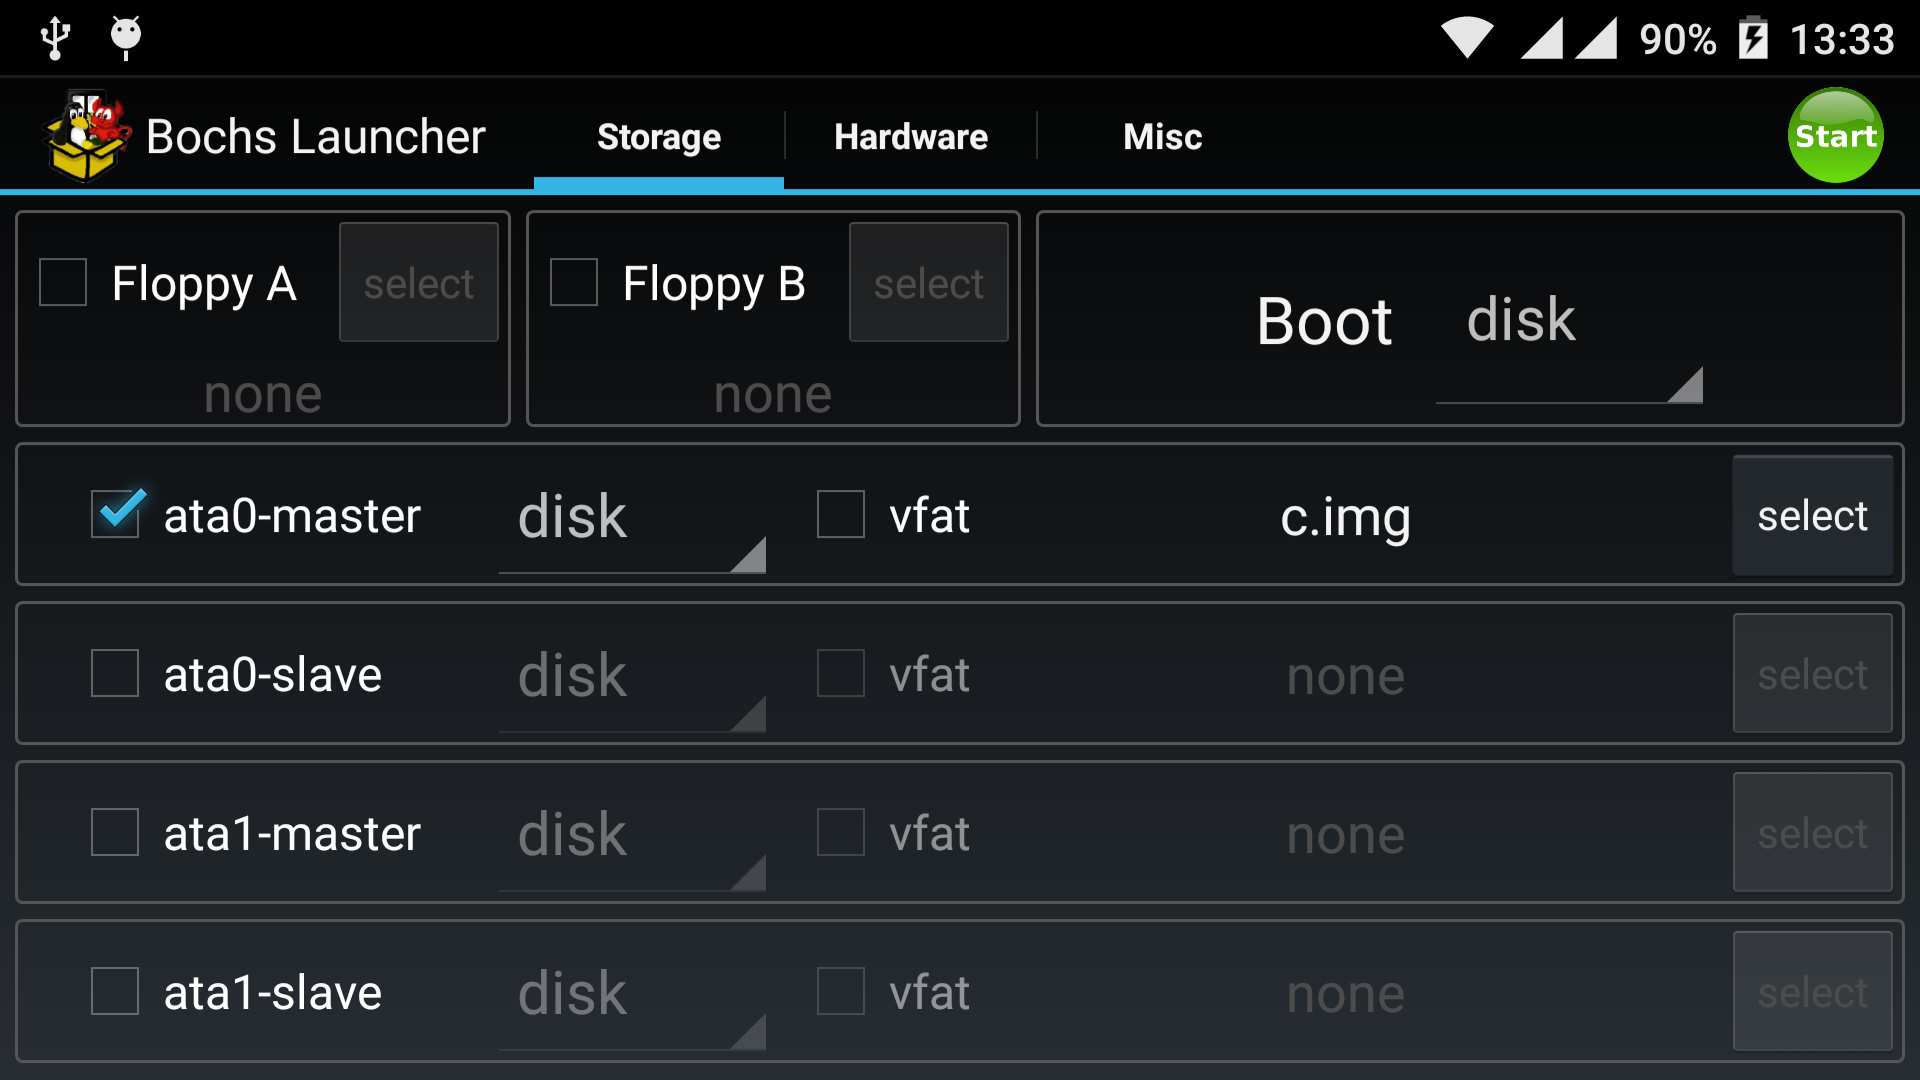 90% 13:33
Bochs Launcher Storage Hardware Misc Start
Floppy A select Floppy B select
Boot disk
none none
ata0-master disk vfat c.img select
ata0-slave disk vfat none select
ata1-master disk vfat none select
ata1-slave disk vfat none select